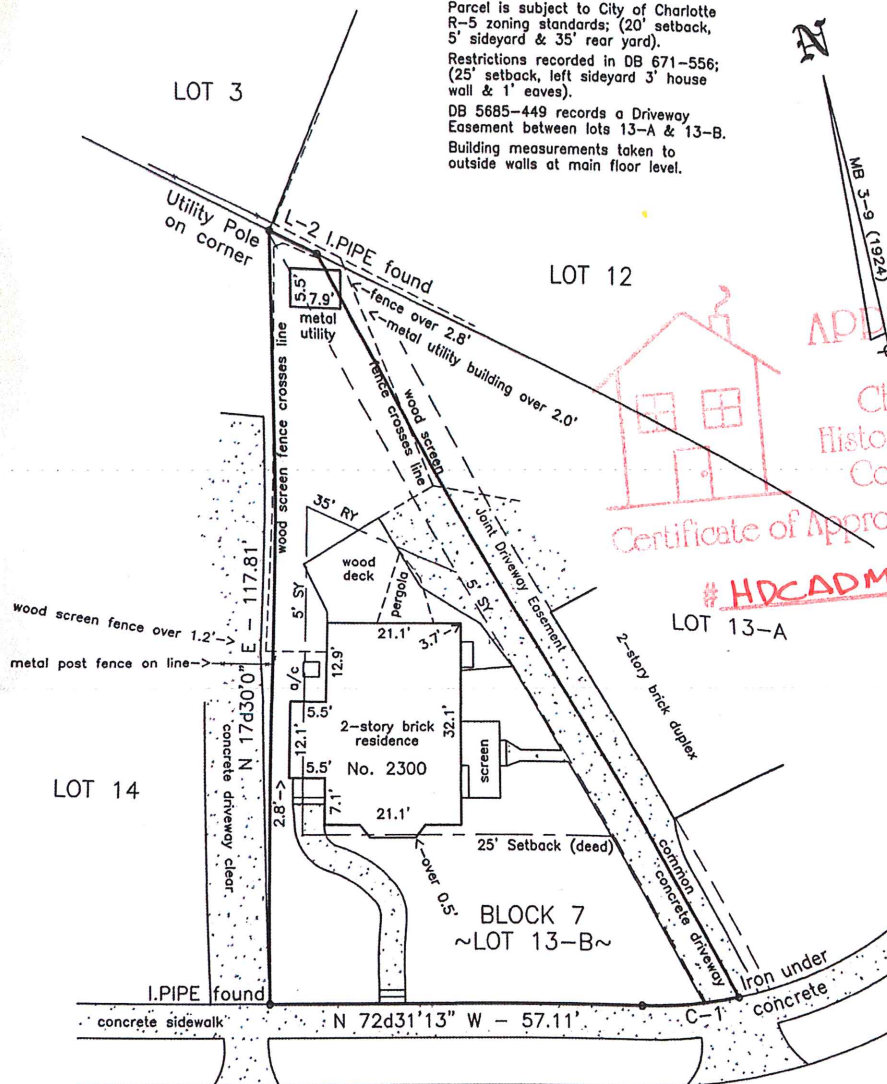 Parcel is subject to City of Charlotte
R-5 zoning standards; (20' setback,
5' sideyard & 35' rear yard).
Restrictions recorded in DB 671-556;
(25' setback, left sideyard 3' house
wall & 1' eaves).
DB 5685-449 records a Driveway
Easement between lots 13-A & 13-B.
Building measurements taken to
outside walls at main floor level.
N
MB 3-9 (1924)
LOT 3
Utility Pole
on corner
L-2
I.PIPE found
LOT 12
5.5'
7.9'
metal
utility
fence over 2.8'
metal utility building over 2.0'
wood screen
fence crosses line
wood screen fence crosses line
Certificate of Appro
# HDCADM
APP
Histo
Co
35' RY
wood
deck
pergola
5' SY
5' SY
Joint Driveway Easement
LOT 13-A
2-story brick duplex
wood screen fence over 1.2'->
metal post fence on line->
N 17d30'0" E - 117.81'
21.1'
3.7'->
a/c
12.9'
5.5'
2-story brick
residence
No. 2300
32.1'
12.1'
5.5'
screen
2.8'->
7.1'
21.1'
25' Setback (deed)
<-over 0.5'
LOT 14
concrete driveway clear
BLOCK 7
~LOT 13-B~
common
concrete driveway
I.PIPE found
Iron under
concrete
C-1
concrete sidewalk
N 72d31'13" W - 57.11'